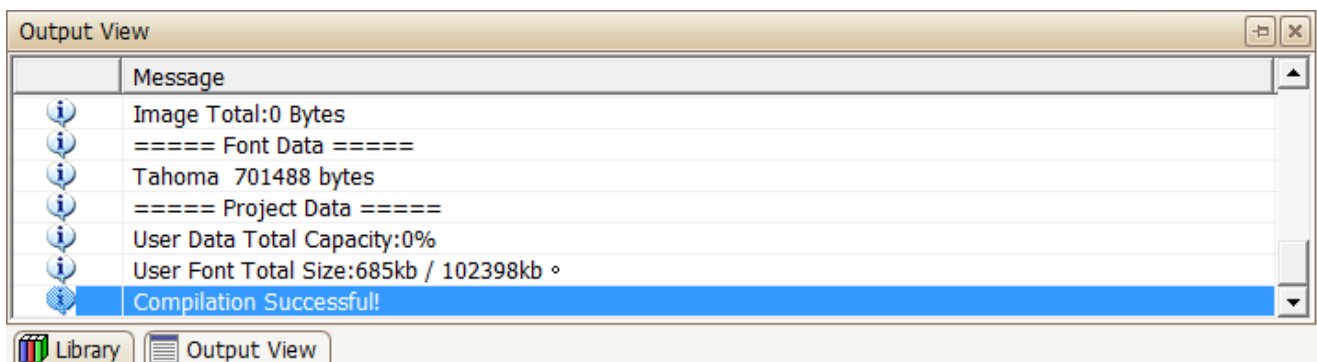 Output View
Message
Image Total:0 Bytes
===== Font Data =====
Tahoma  701488 bytes
===== Project Data =====
User Data Total Capacity:0%
User Font Total Size:685kb / 102398kb 。
Compilation Successful!
Library Output View